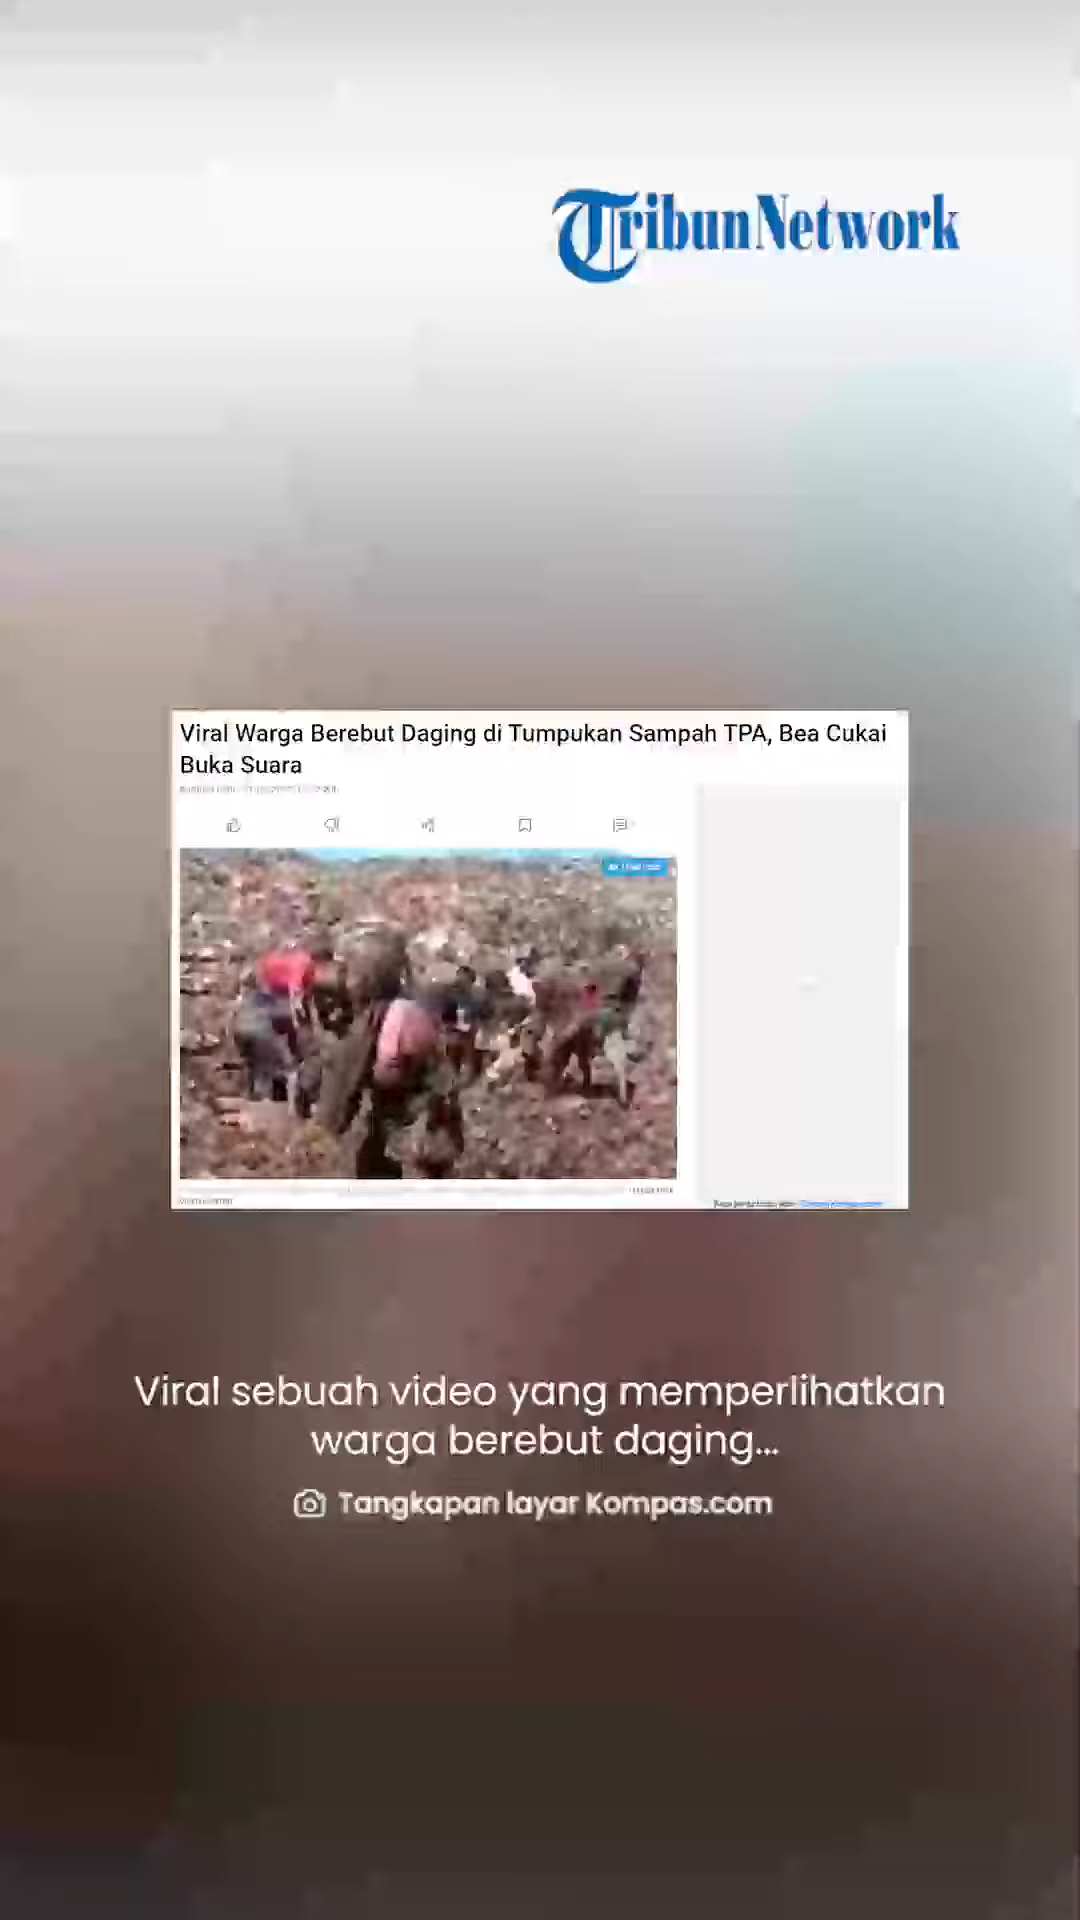 TribunNetwork
Viral Warga Berebut Daging di Tumpukan Sampah TPA, Bea Cukai
Buka Suara
Viral sebuah video yang memperlihatkan
warga berebut daging...
Tangkapan layar Kompas.com